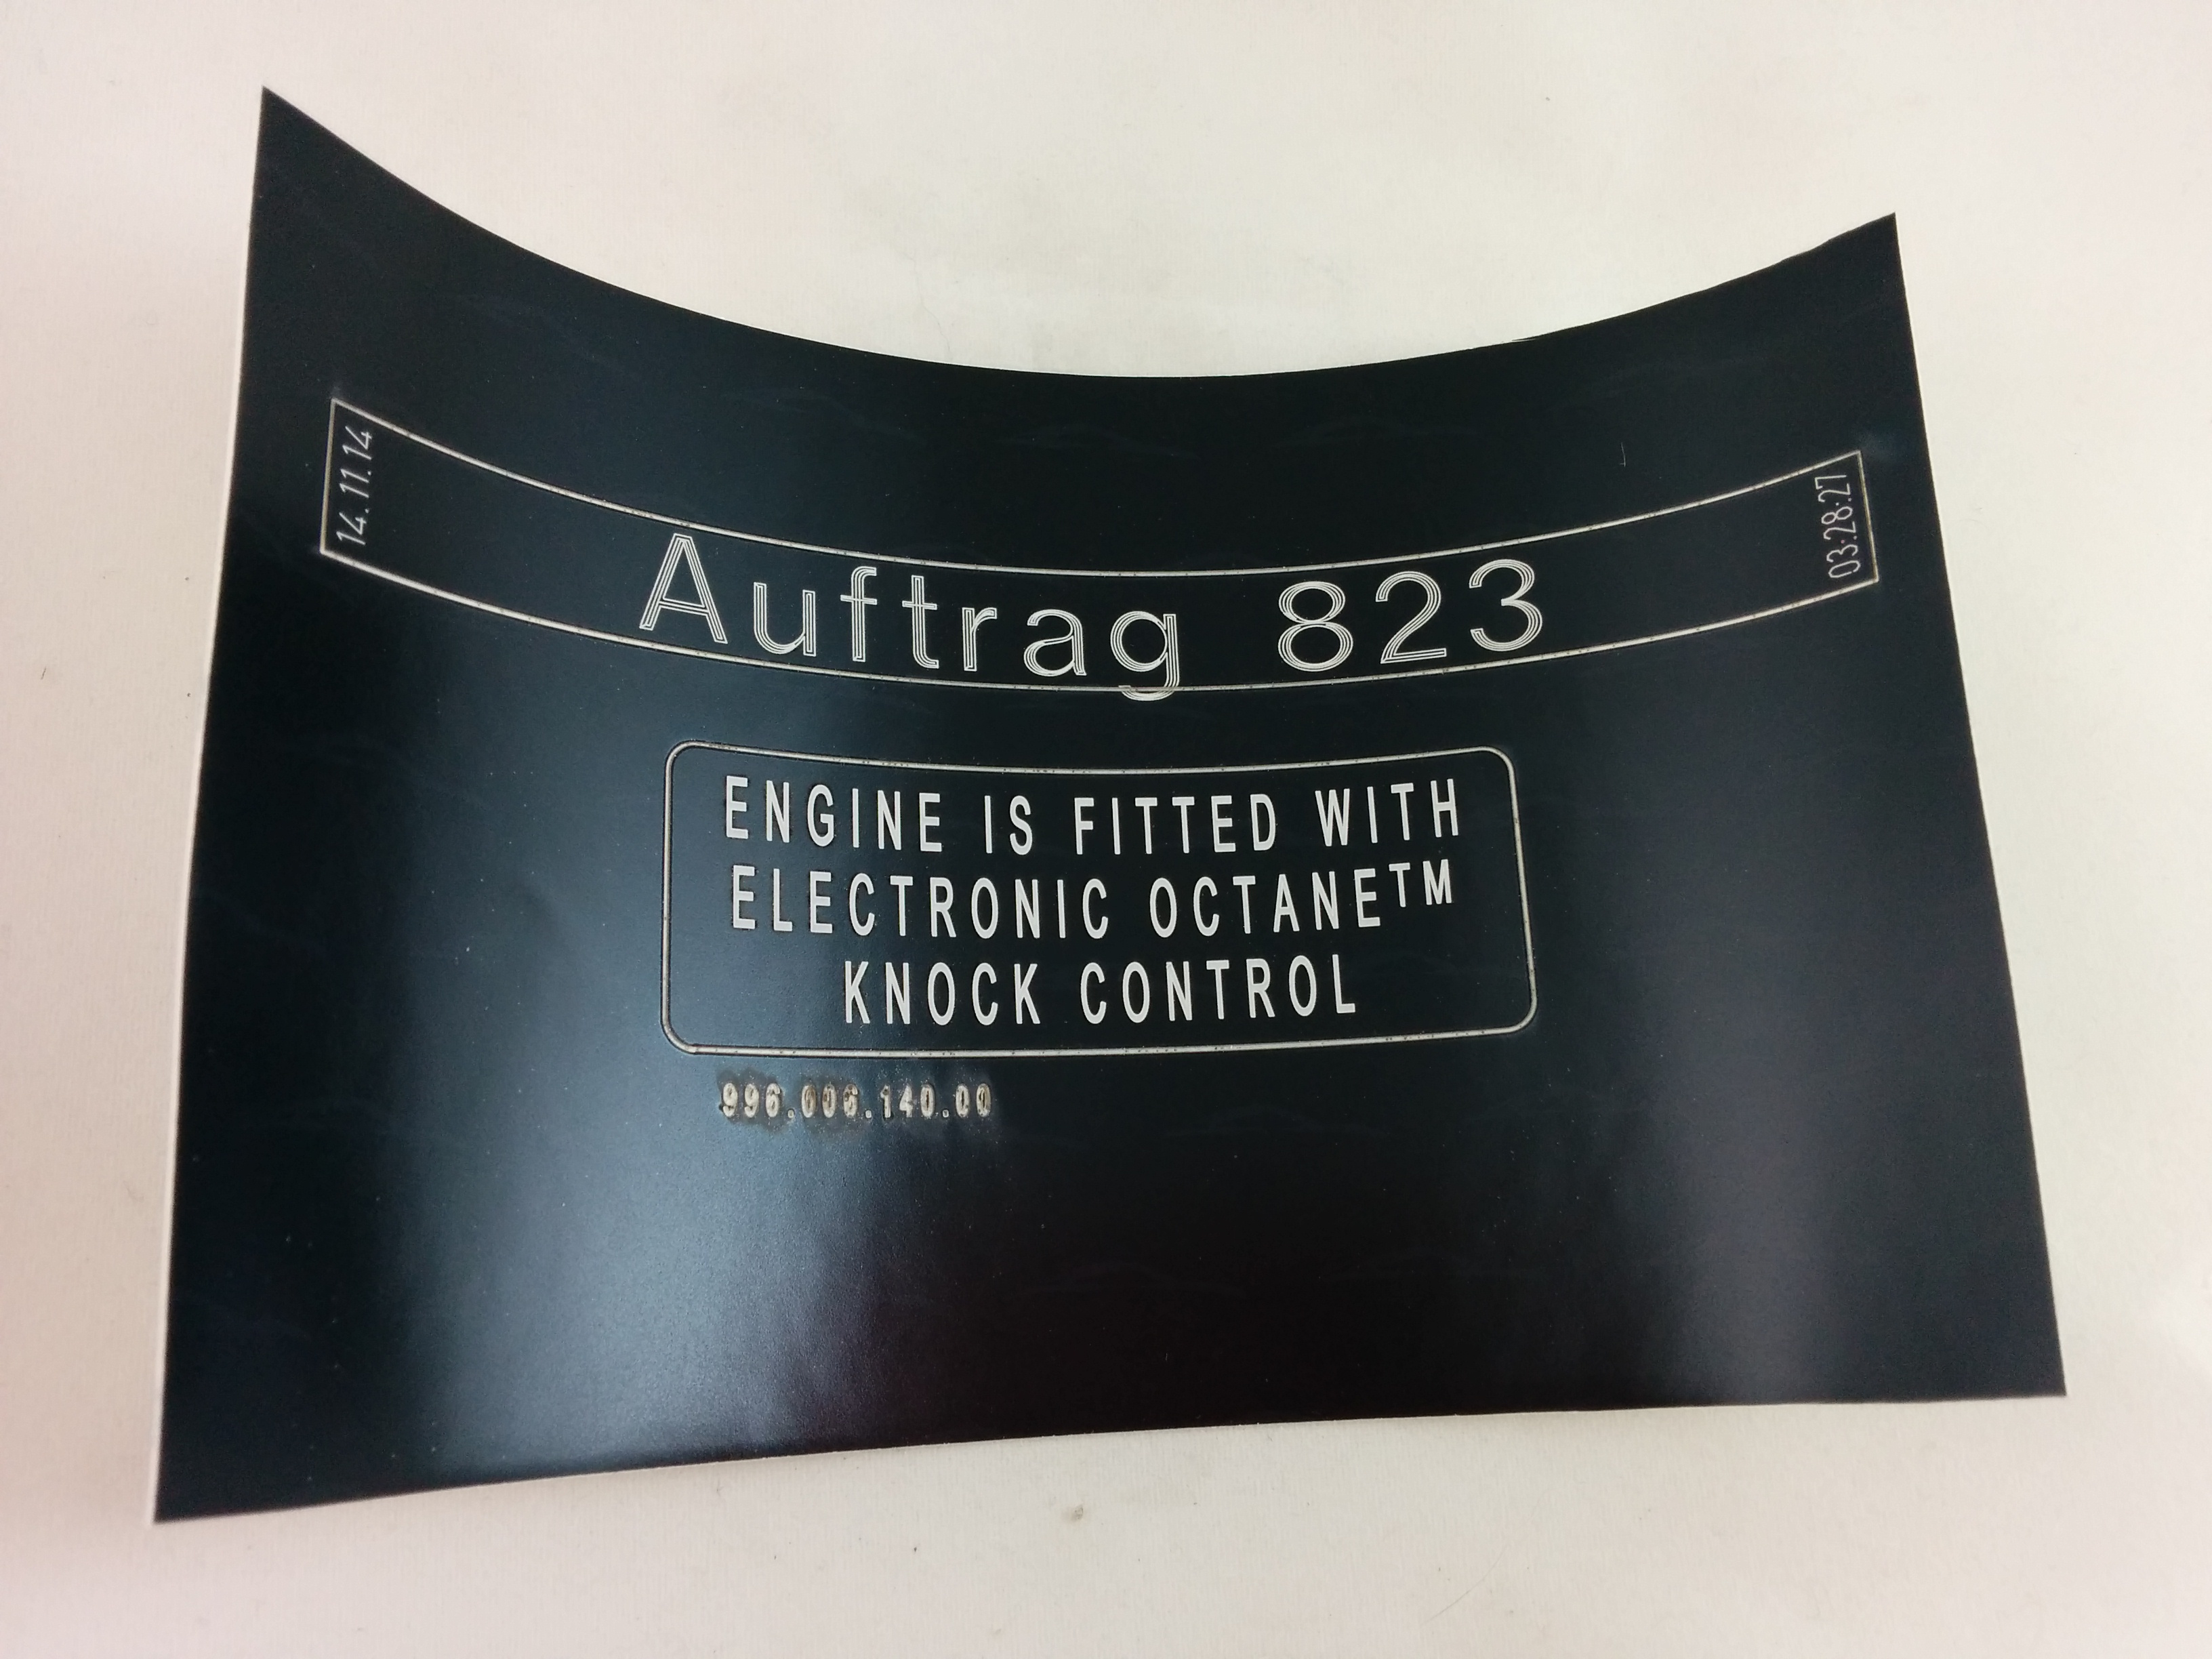 14.11.14
Auftrag 823
03:28:27
ENGINE IS FITTED WITH
ELECTRONIC OCTANE™
KNOCK CONTROL
996.006.140.00